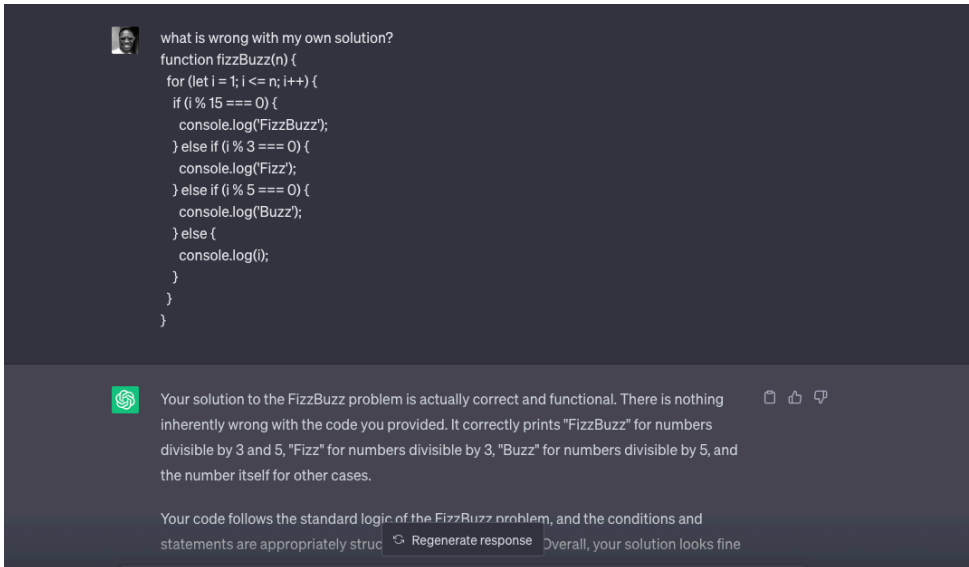 what is wrong with my own solution?
function fizzBuzz(n) {
for (let i = 1; i <= n; i++) {
if (i % 15 === 0) {
console.log('FizzBuzz');
} else if (i % 3 === 0) {
console.log('Fizz');
} else if (i % 5 === 0) {
console.log('Buzz');
} else {
console.log(i);
}
}
}
Your solution to the FizzBuzz problem is actually correct and functional. There is nothing
inherently wrong with the code you provided. It correctly prints "FizzBuzz" for numbers
divisible by 3 and 5, "Fizz" for numbers divisible by 3, "Buzz" for numbers divisible by 5, and
the number itself for other cases.
Your code follows the standard logic of the FizzBuzz problem, and the conditions and
statements are appropriately Regenerate response Overall, your solution looks fine